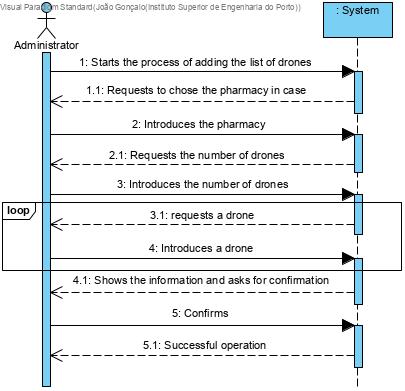 Visual Paradigm Standard(João Gonçalo(Instituto Superior de Engenharia do Porto))
: System
Administrator
1: Starts the process of adding the list of drones
1.1: Requests to chose the pharmacy in case
2: Introduces the pharmacy
2.1: Requests the number of drones
3: Introduces the number of drones
loop
3.1: requests a drone
4: Introduces a drone
4.1: Shows the information and asks for confirmation
5: Confirms
5.1: Successful operation